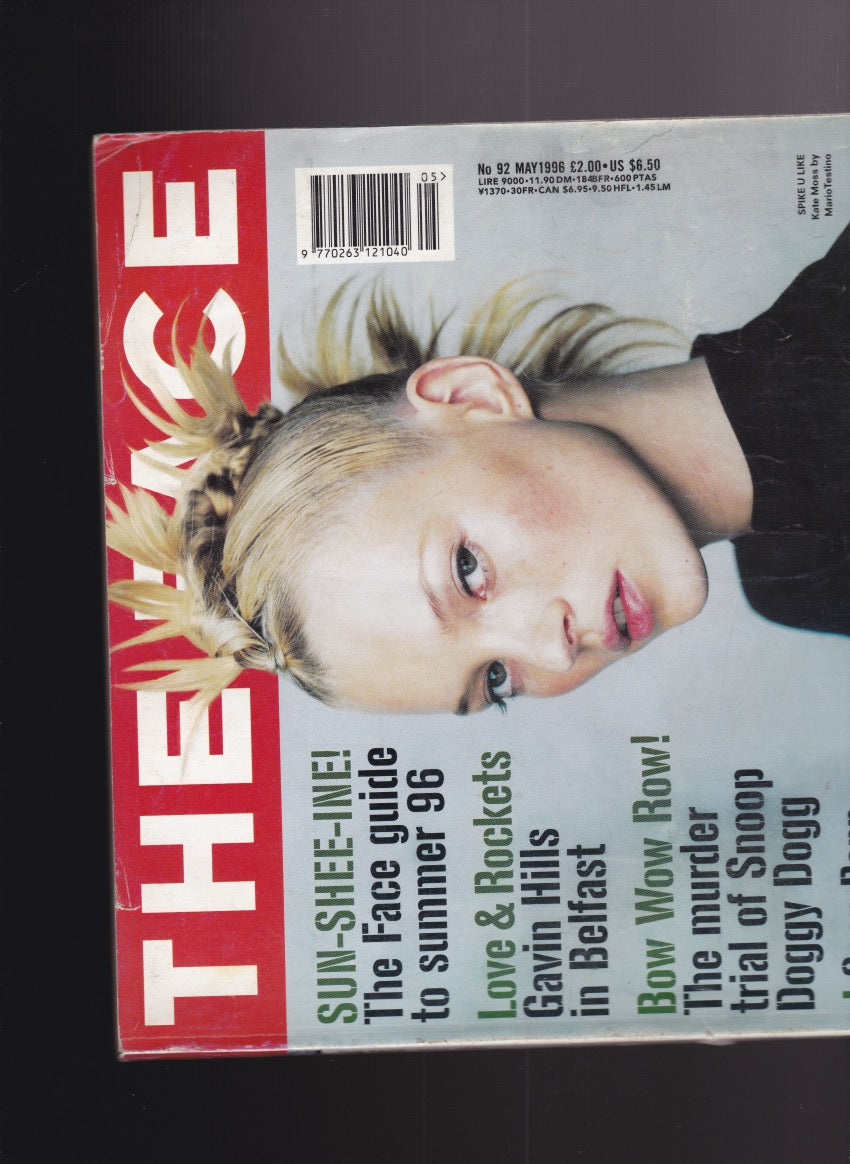 THE FACE
No 92 MAY1996 £2.00•US $6.50
LIRE 9000•11.90 DM•184BFR•600 PTAS
¥1370•30FR•CAN $6.95•9.50 HFL•1.45 LM
05>
9 770263 121040
SPIKE U LIKE
Kate Moss by
MarioTestino
SUN-SHEE-INE!
The Face guide
to summer 96
Love & Rockets
Gavin Hills
in Belfast
Bow Wow Row!
The murder
trial of Snoop
Doggy Dogg